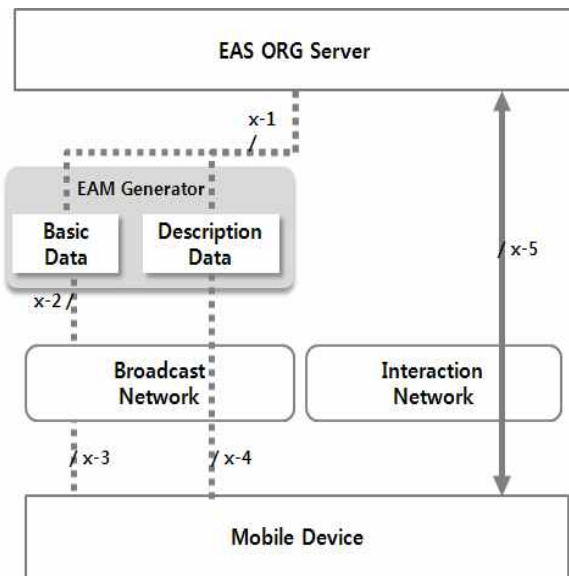 EAS ORG Server
x-1
EAM Generator
Basic
Data
Description
Data
x-2
x-5
Broadcast
Network
Interaction
Network
x-3
x-4
Mobile Device